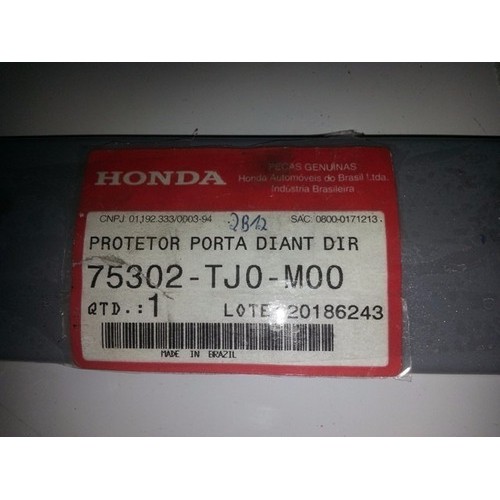 HONDA
PEÇAS GENUÍNAS
Honda Automóveis do Brasil Ltda.
Indústria Brasileira
CNPJ 01,192.333/0003-94
2B12
SAC: 0800-0171213
PROTETOR PORTA DIANT DIR
75302-TJ0-M00
QTD.:1 LOTE 20186243
MADE IN BRAZIL